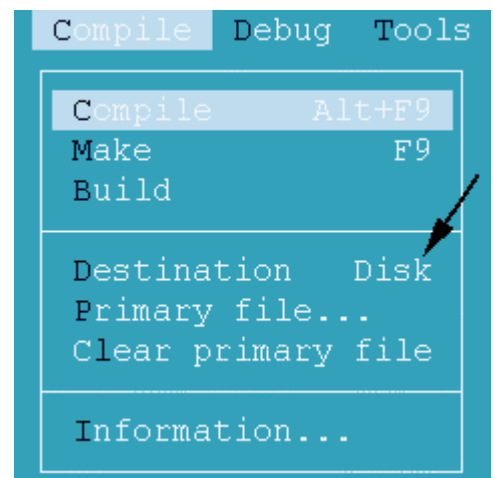 Compile Debug Tools
Compile Alt+F9
Make F9
Build
Destination Disk
Primary file...
Clear primary file
Information...